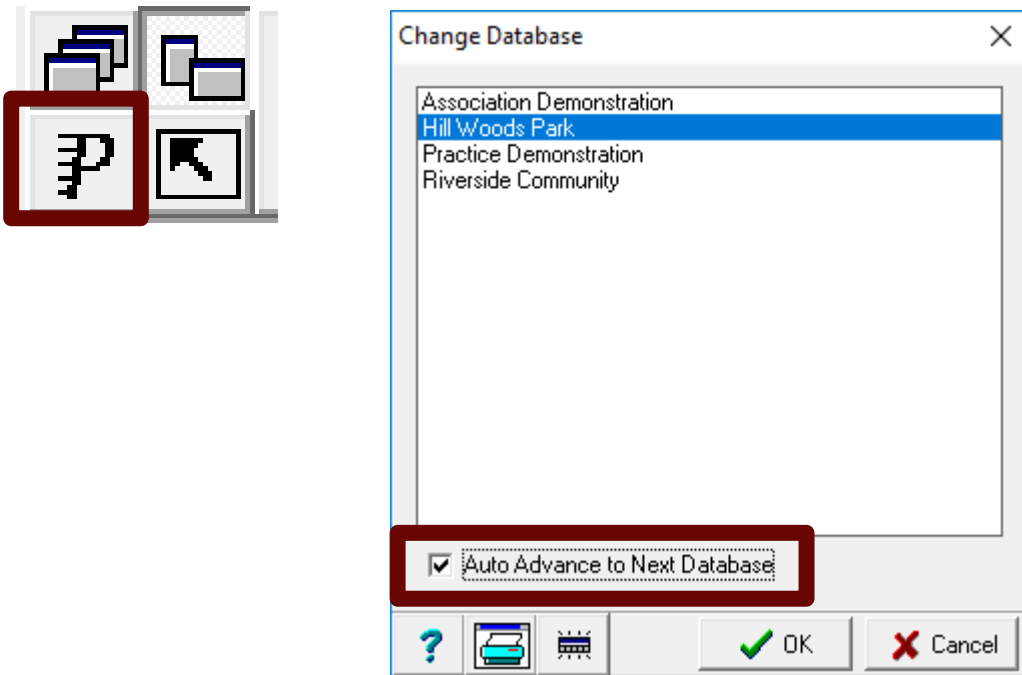 Change Database
Association Demonstration
Hill Woods Park
Practice Demonstration
Riverside Community
Auto Advance to Next Database
? OK Cancel